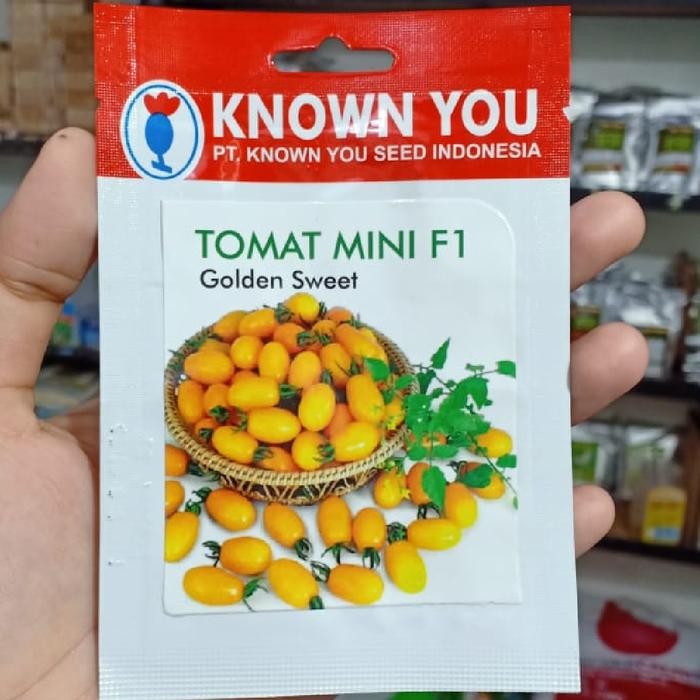 KNOWN YOU
PT. KNOWN YOU SEED INDONESIA
TOMAT MINI F1
Golden Sweet